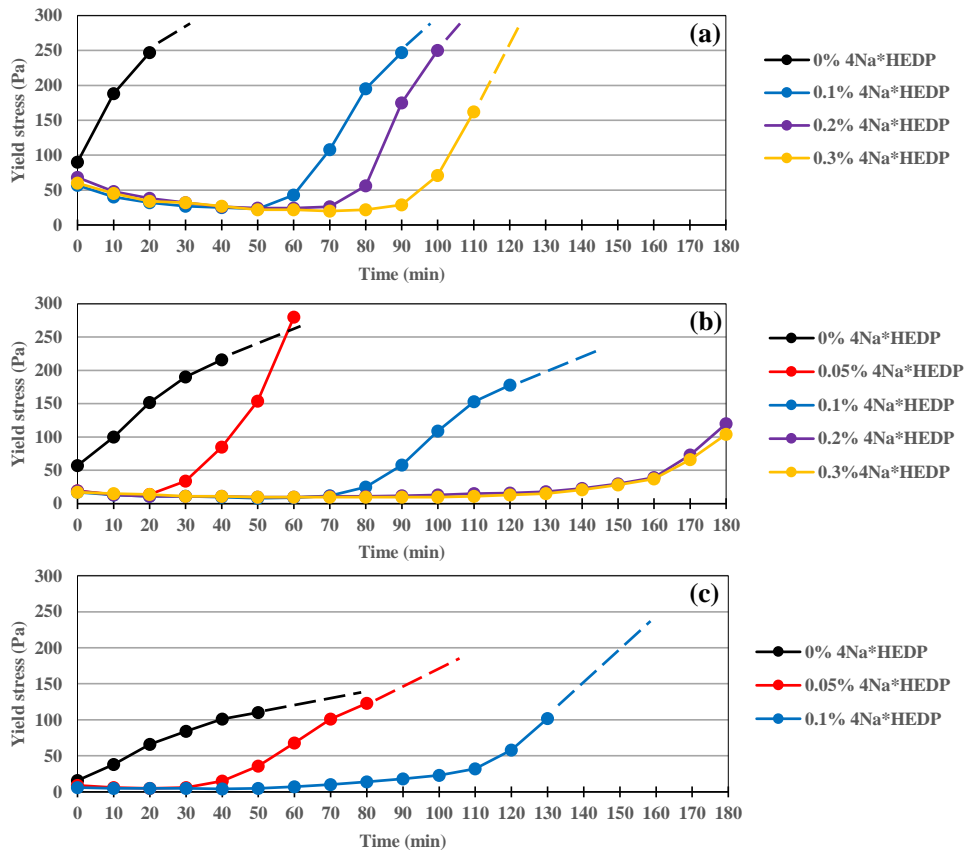 (a)
Yield stress (Pa)
300
250
200
150
100
50
0
0 10 20 30 40 50 60 70 80 90 100 110 120 130 140 150 160 170 180
Time (min)
0% 4Na*HEDP
0.1% 4Na*HEDP
0.2% 4Na*HEDP
0.3% 4Na*HEDP
(b)
Yield stress (Pa)
300
250
200
150
100
50
0
0 10 20 30 40 50 60 70 80 90 100 110 120 130 140 150 160 170 180
Time (min)
0% 4Na*HEDP
0.05% 4Na*HEDP
0.1% 4Na*HEDP
0.2% 4Na*HEDP
0.3%4Na*HEDP
(c)
Yield stress (Pa)
300
250
200
150
100
50
0
0 10 20 30 40 50 60 70 80 90 100 110 120 130 140 150 160 170 180
Time (min)
0% 4Na*HEDP
0.05% 4Na*HEDP
0.1% 4Na*HEDP